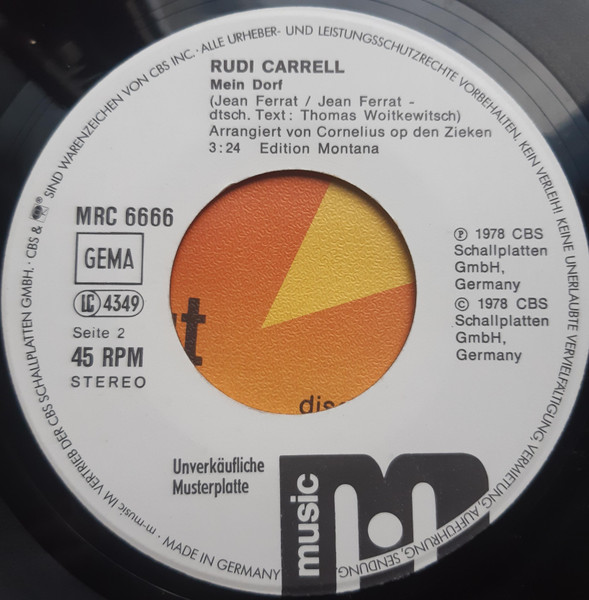 RUDI CARRELL
Mein Dorf
(Jean Ferrat / Jean Ferrat -
dtsch. Text: Thomas Woitkewitsch)
Arrangiert von Cornelius op den Zieken
3:24 Edition Montana
MRC 6666
GEMA
LC 4349
Seite 2
45 RPM
STEREO
℗ 1978 CBS
Schallplatten
GmbH,
Germany
© 1978 CBS
Schallplatten
GmbH,
Germany
Unverkäufliche
Musterplatte
music
m
m-music IM VERTRIEB DER CBS SCHALLPLATTEN GMBH. · CBS & SIND WARENZEICHEN VON CBS INC. · ALLE URHEBER- UND LEISTUNGSSCHUTZRECHTE VORBEHALTEN. KEIN VERLEIH! KEINE UNERLAUBTE VERVIELFÄLTIGUNG, VERMIETUNG, AUFFÜHRUNG, SENDUNG
MADE IN GERMANY